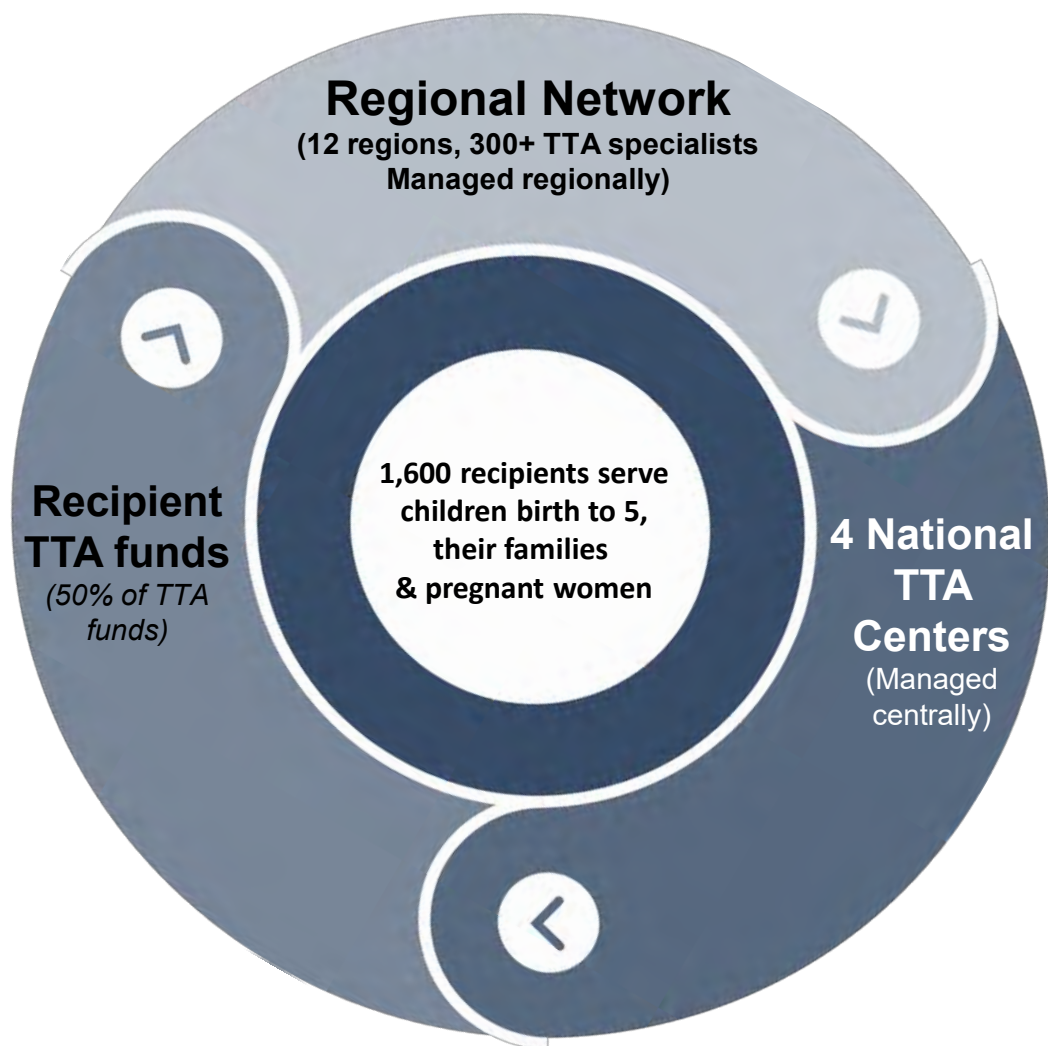 Regional Network
(12 regions, 300+ TTA specialists
Managed regionally)
Recipient
TTA funds
(50% of TTA
funds)
1,600 recipients serve
children birth to 5,
their families
& pregnant women
4 National
TTA
Centers
(Managed
centrally)